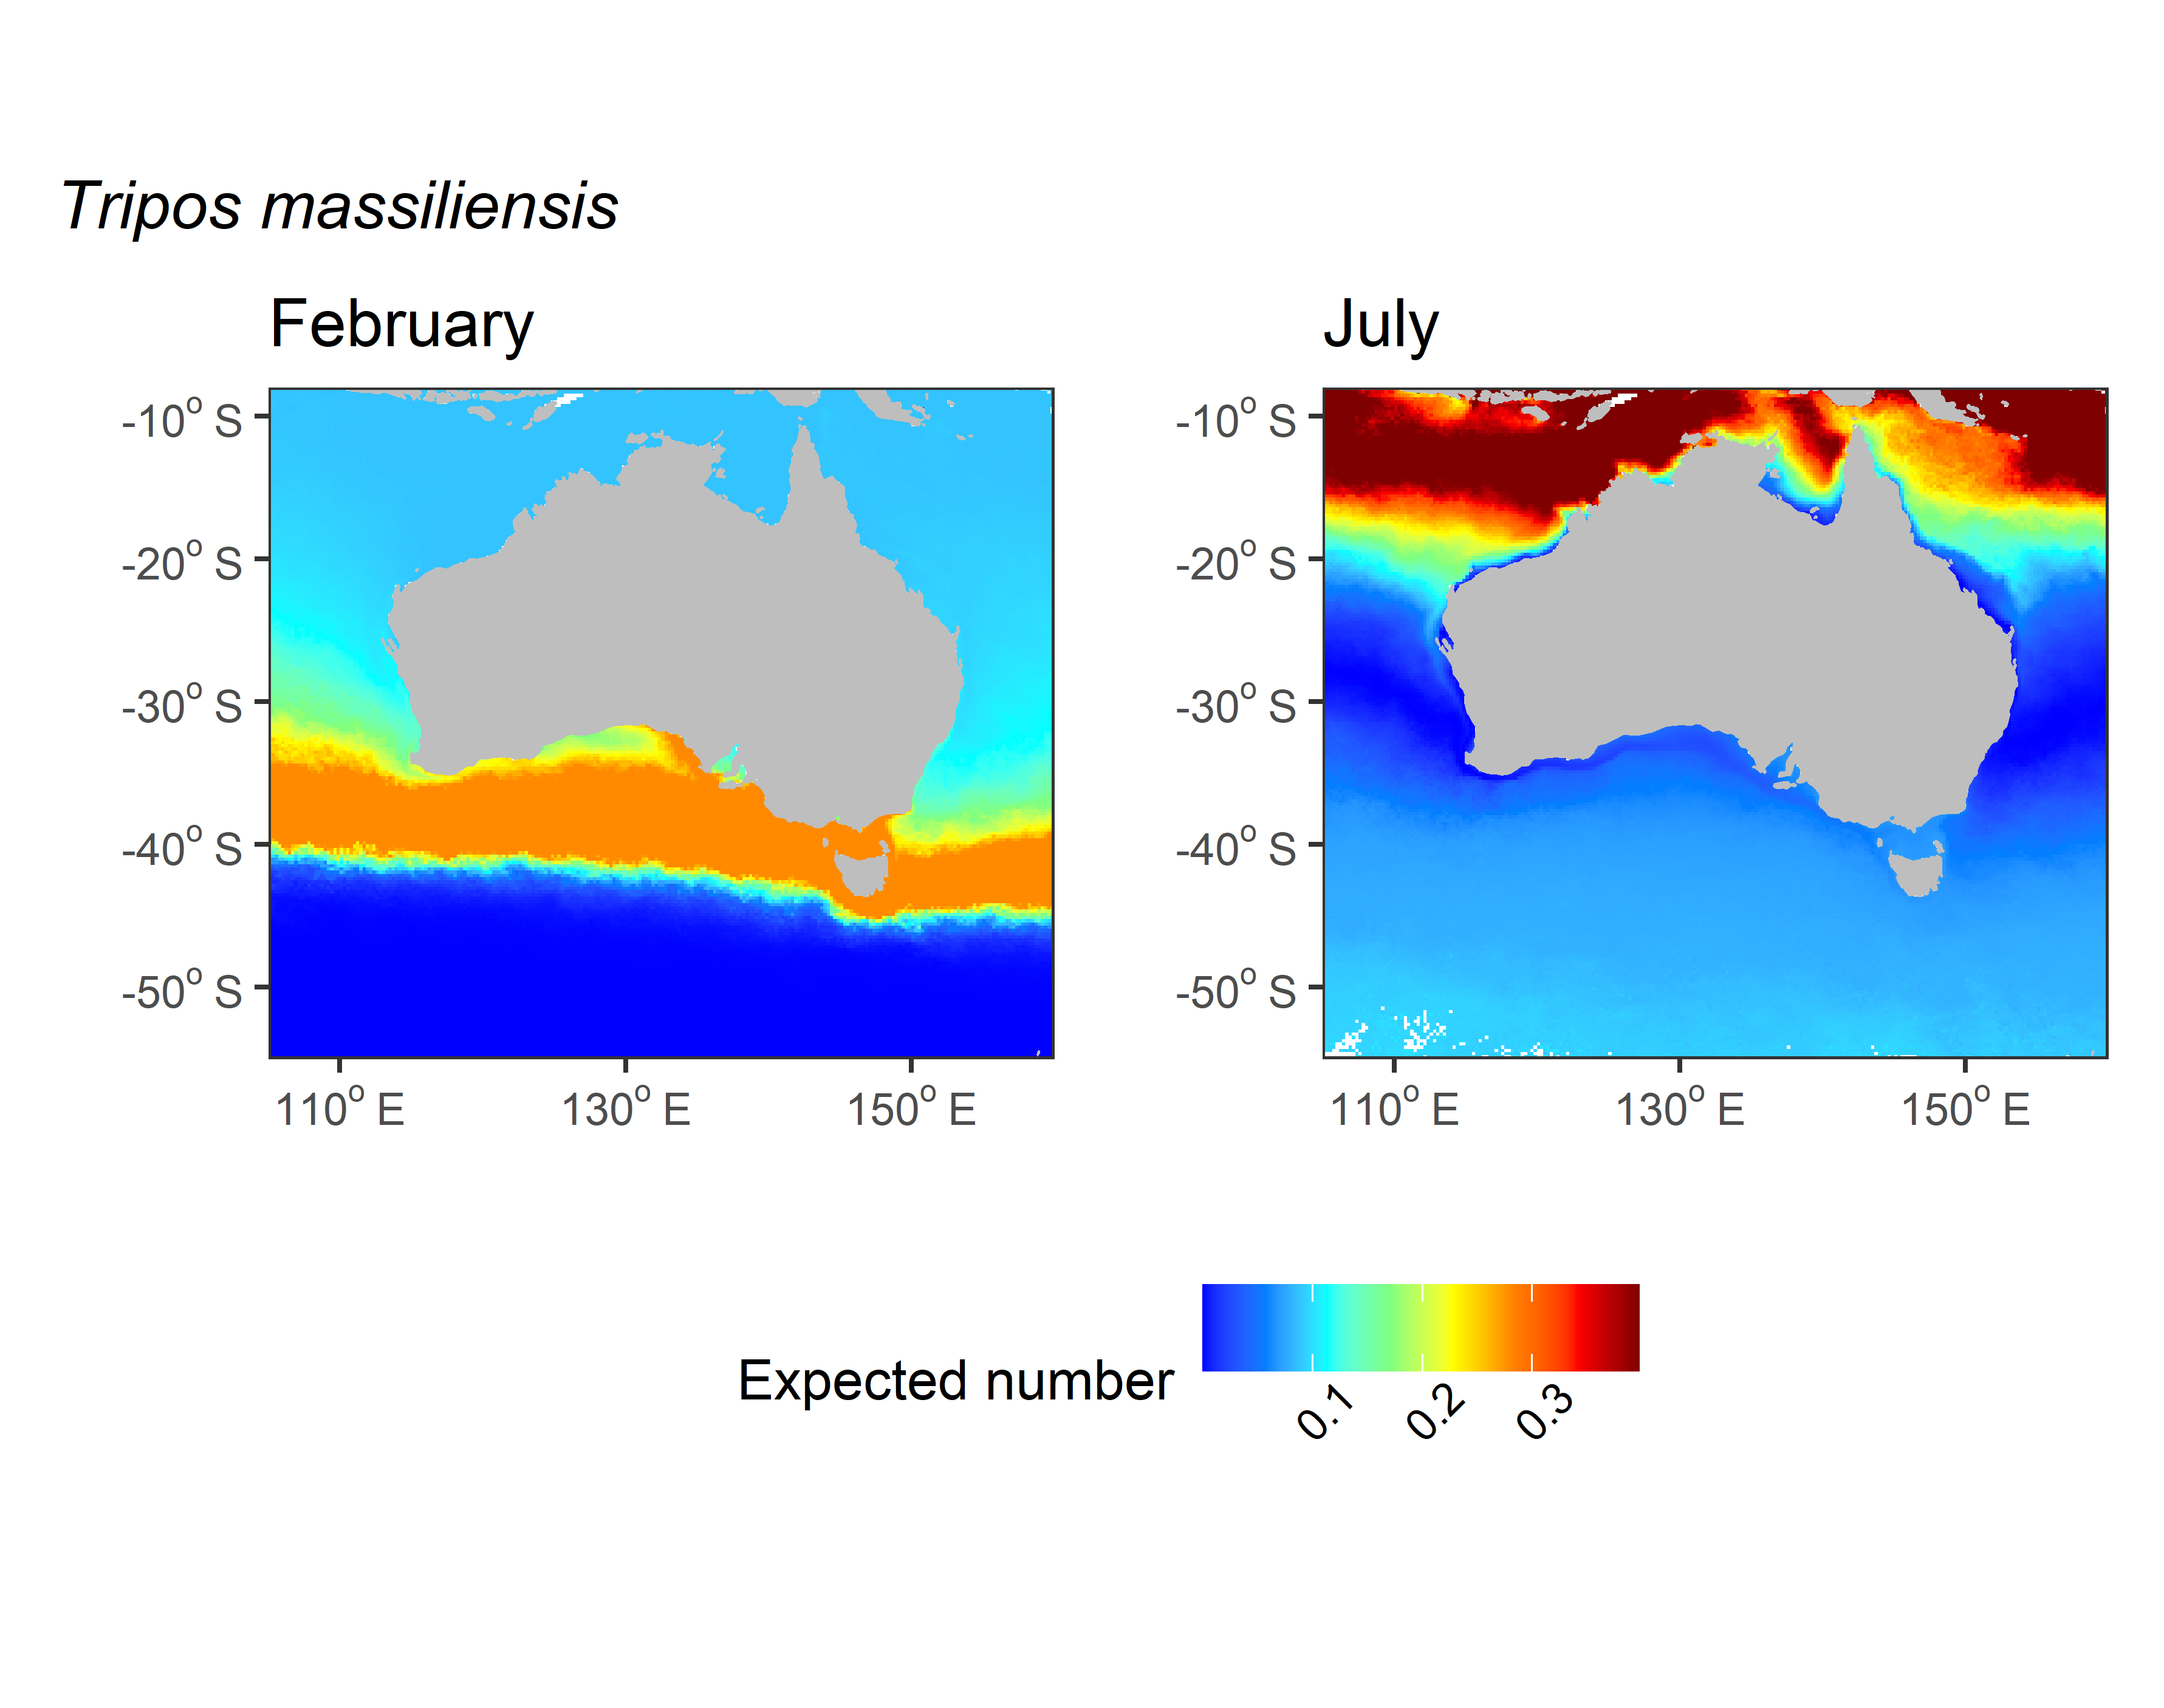 Tripos massiliensis
February
July
-10° S
-20° S
-30° S
-40° S
-50° S
110° E 130° E 150° E
-10° S
-20° S
-30° S
-40° S
-50° S
110° E 130° E 150° E
Expected number
0.1 0.2 0.3